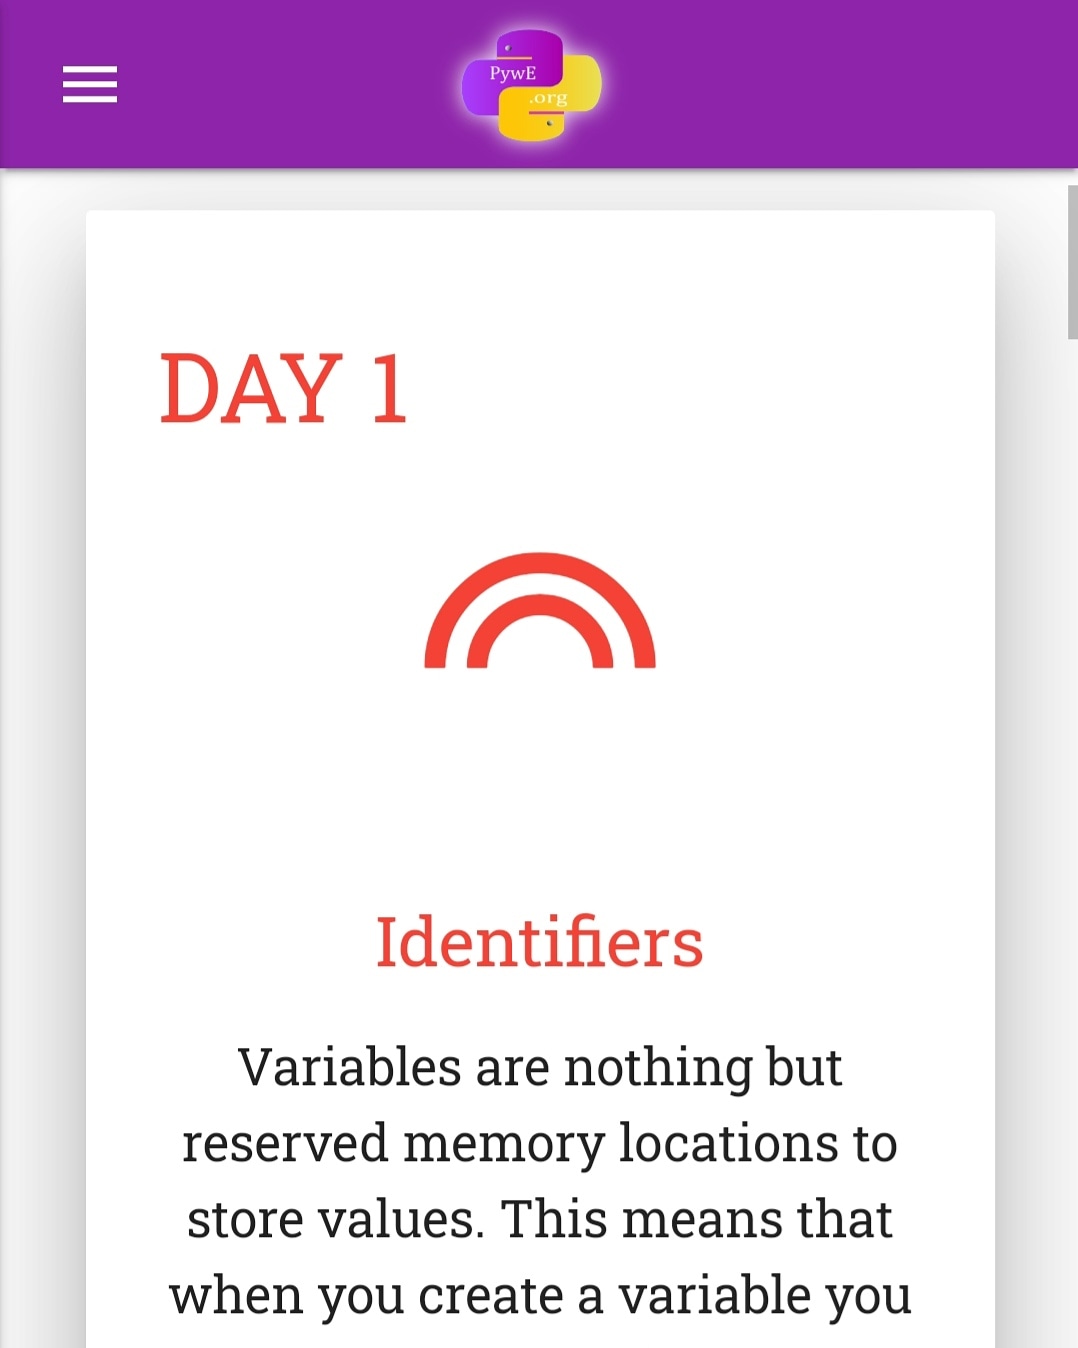 PywE
.org
DAY 1
Identifiers
Variables are nothing but
reserved memory locations to
store values. This means that
when you create a variable you